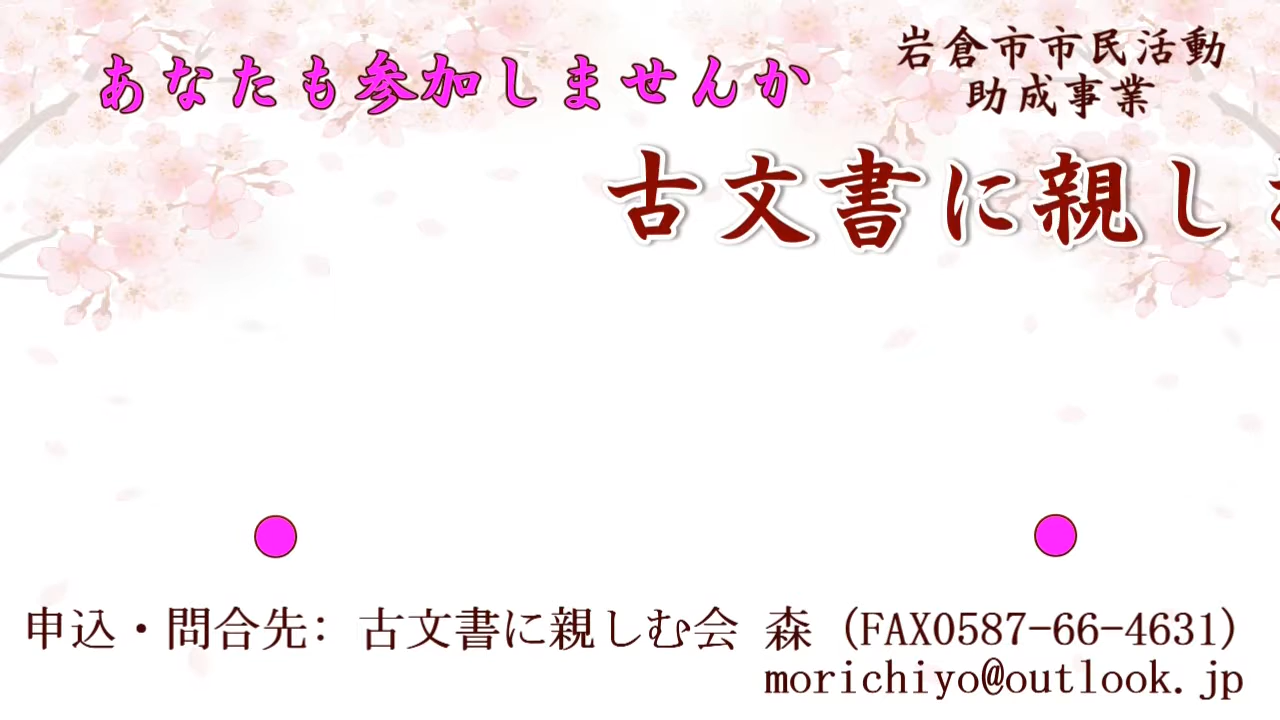 あなたも参加しませんか
岩倉市市民活動
助成事業
古文書に親し
申込・問合先: 古文書に親しむ会 森 (FAX0587-66-4631)
morichiyo@outlook.jp